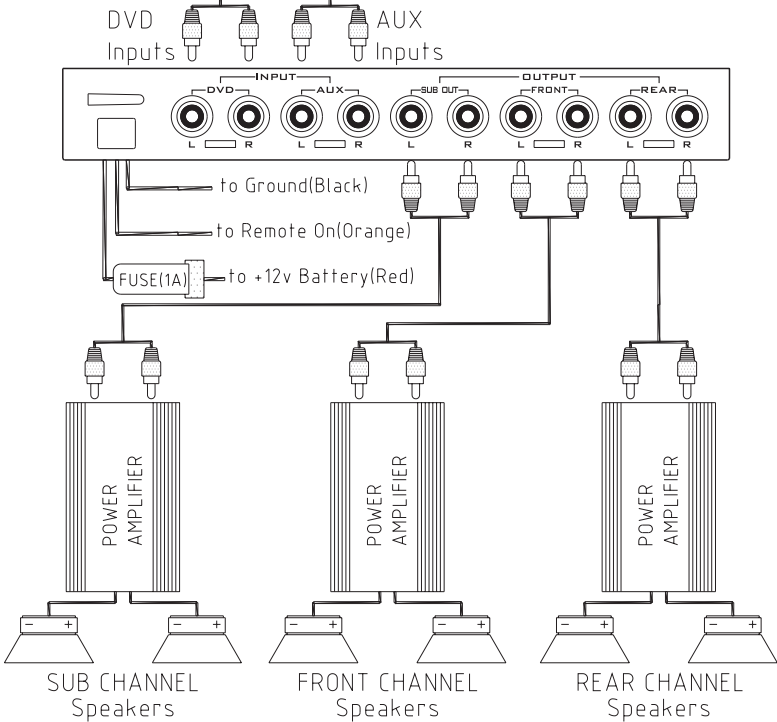 DVD
Inputs
AUX
Inputs
INPUT
OUTPUT
DVD
AUX
SUB OUT
FRONT
REAR
L R L R L R L R L R
to Ground(Black)
to Remote On(Orange)
FUSE(1A)
to +12v Battery(Red)
POWER
AMPLIFIER
POWER
AMPLIFIER
POWER
AMPLIFIER
- + - + - + - + - + - +
SUB CHANNEL
Speakers
FRONT CHANNEL
Speakers
REAR CHANNEL
Speakers